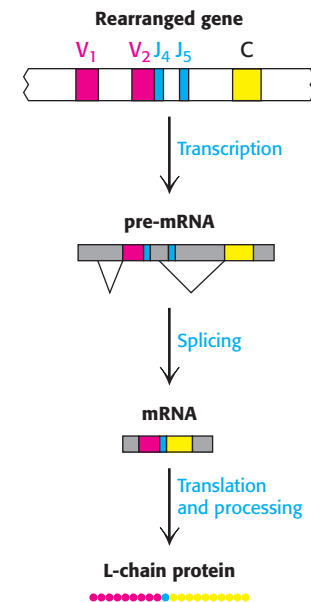 Rearranged gene
V₁ V₂ J₄ J₅ C
Transcription
pre-mRNA
Splicing
mRNA
Translation
and processing
L-chain protein